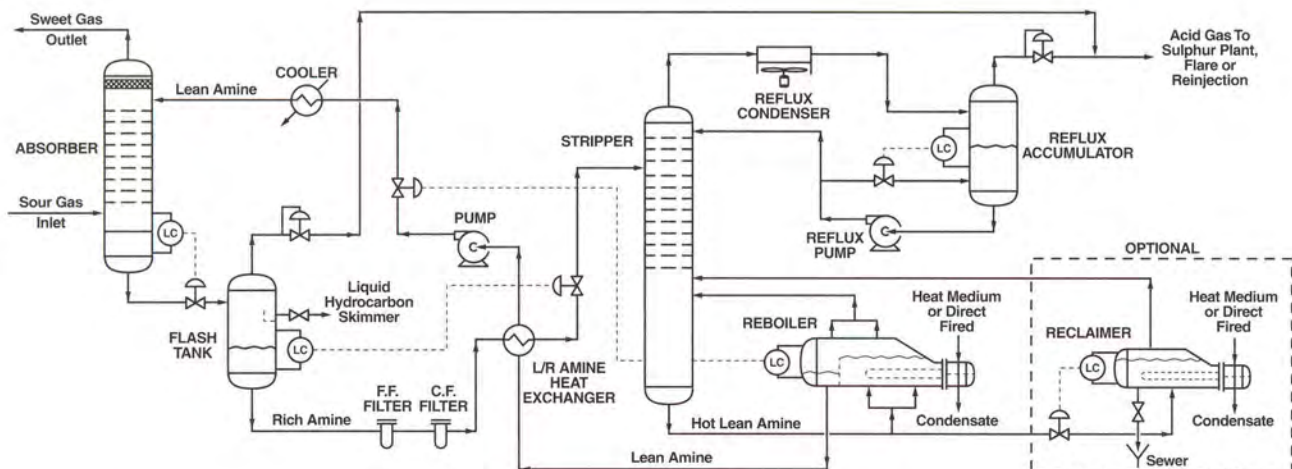 Sweet Gas
Outlet
ABSORBER
Sour Gas
Inlet
LC
Lean Amine
COOLER
PUMP
C
FLASH
TANK
Liquid
Hydrocarbon
Skimmer
LC
Rich Amine
F.F.
FILTER
C.F.
FILTER
L/R AMINE
HEAT
EXCHANGER
STRIPPER
REFLUX
CONDENSER
LC
REFLUX
ACCUMULATOR
Acid Gas To
Sulphur Plant,
Flare or
Reinjection
REFLUX
PUMP
C
REBOILER
LC
Heat Medium
or Direct
Fired
Condensate
Hot Lean Amine
Lean Amine
OPTIONAL
RECLAIMER
LC
Heat Medium
or Direct
Fired
Condensate
Sewer